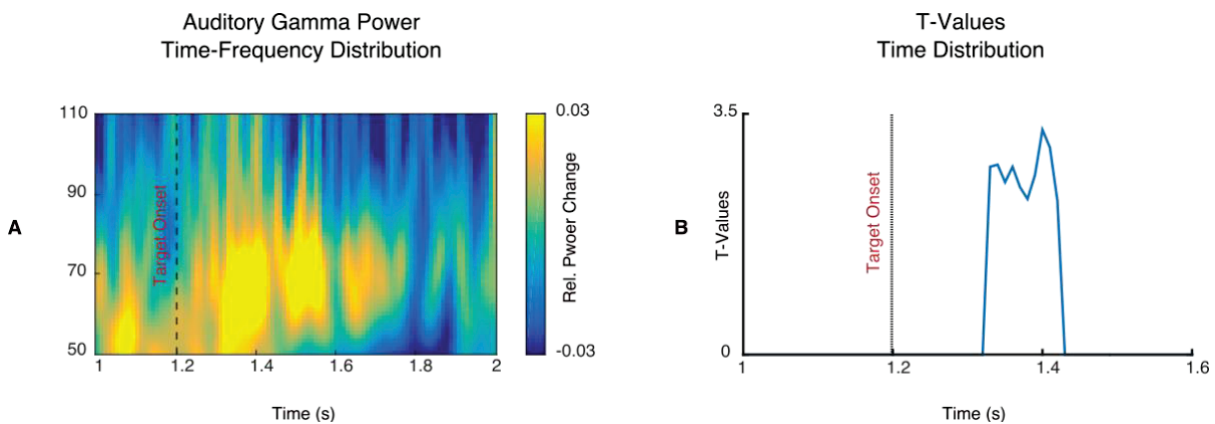 Auditory Gamma Power
Time-Frequency Distribution
A
110
90
70
50
Target Onset
1
1.2
1.4
1.6
1.8
2
Time (s)
0.03
-0.03
Rel. Pwoer Change
T-Values
Time Distribution
B
3.5
0
T-Values
Target Onset
1
1.2
1.4
1.6
Time (s)